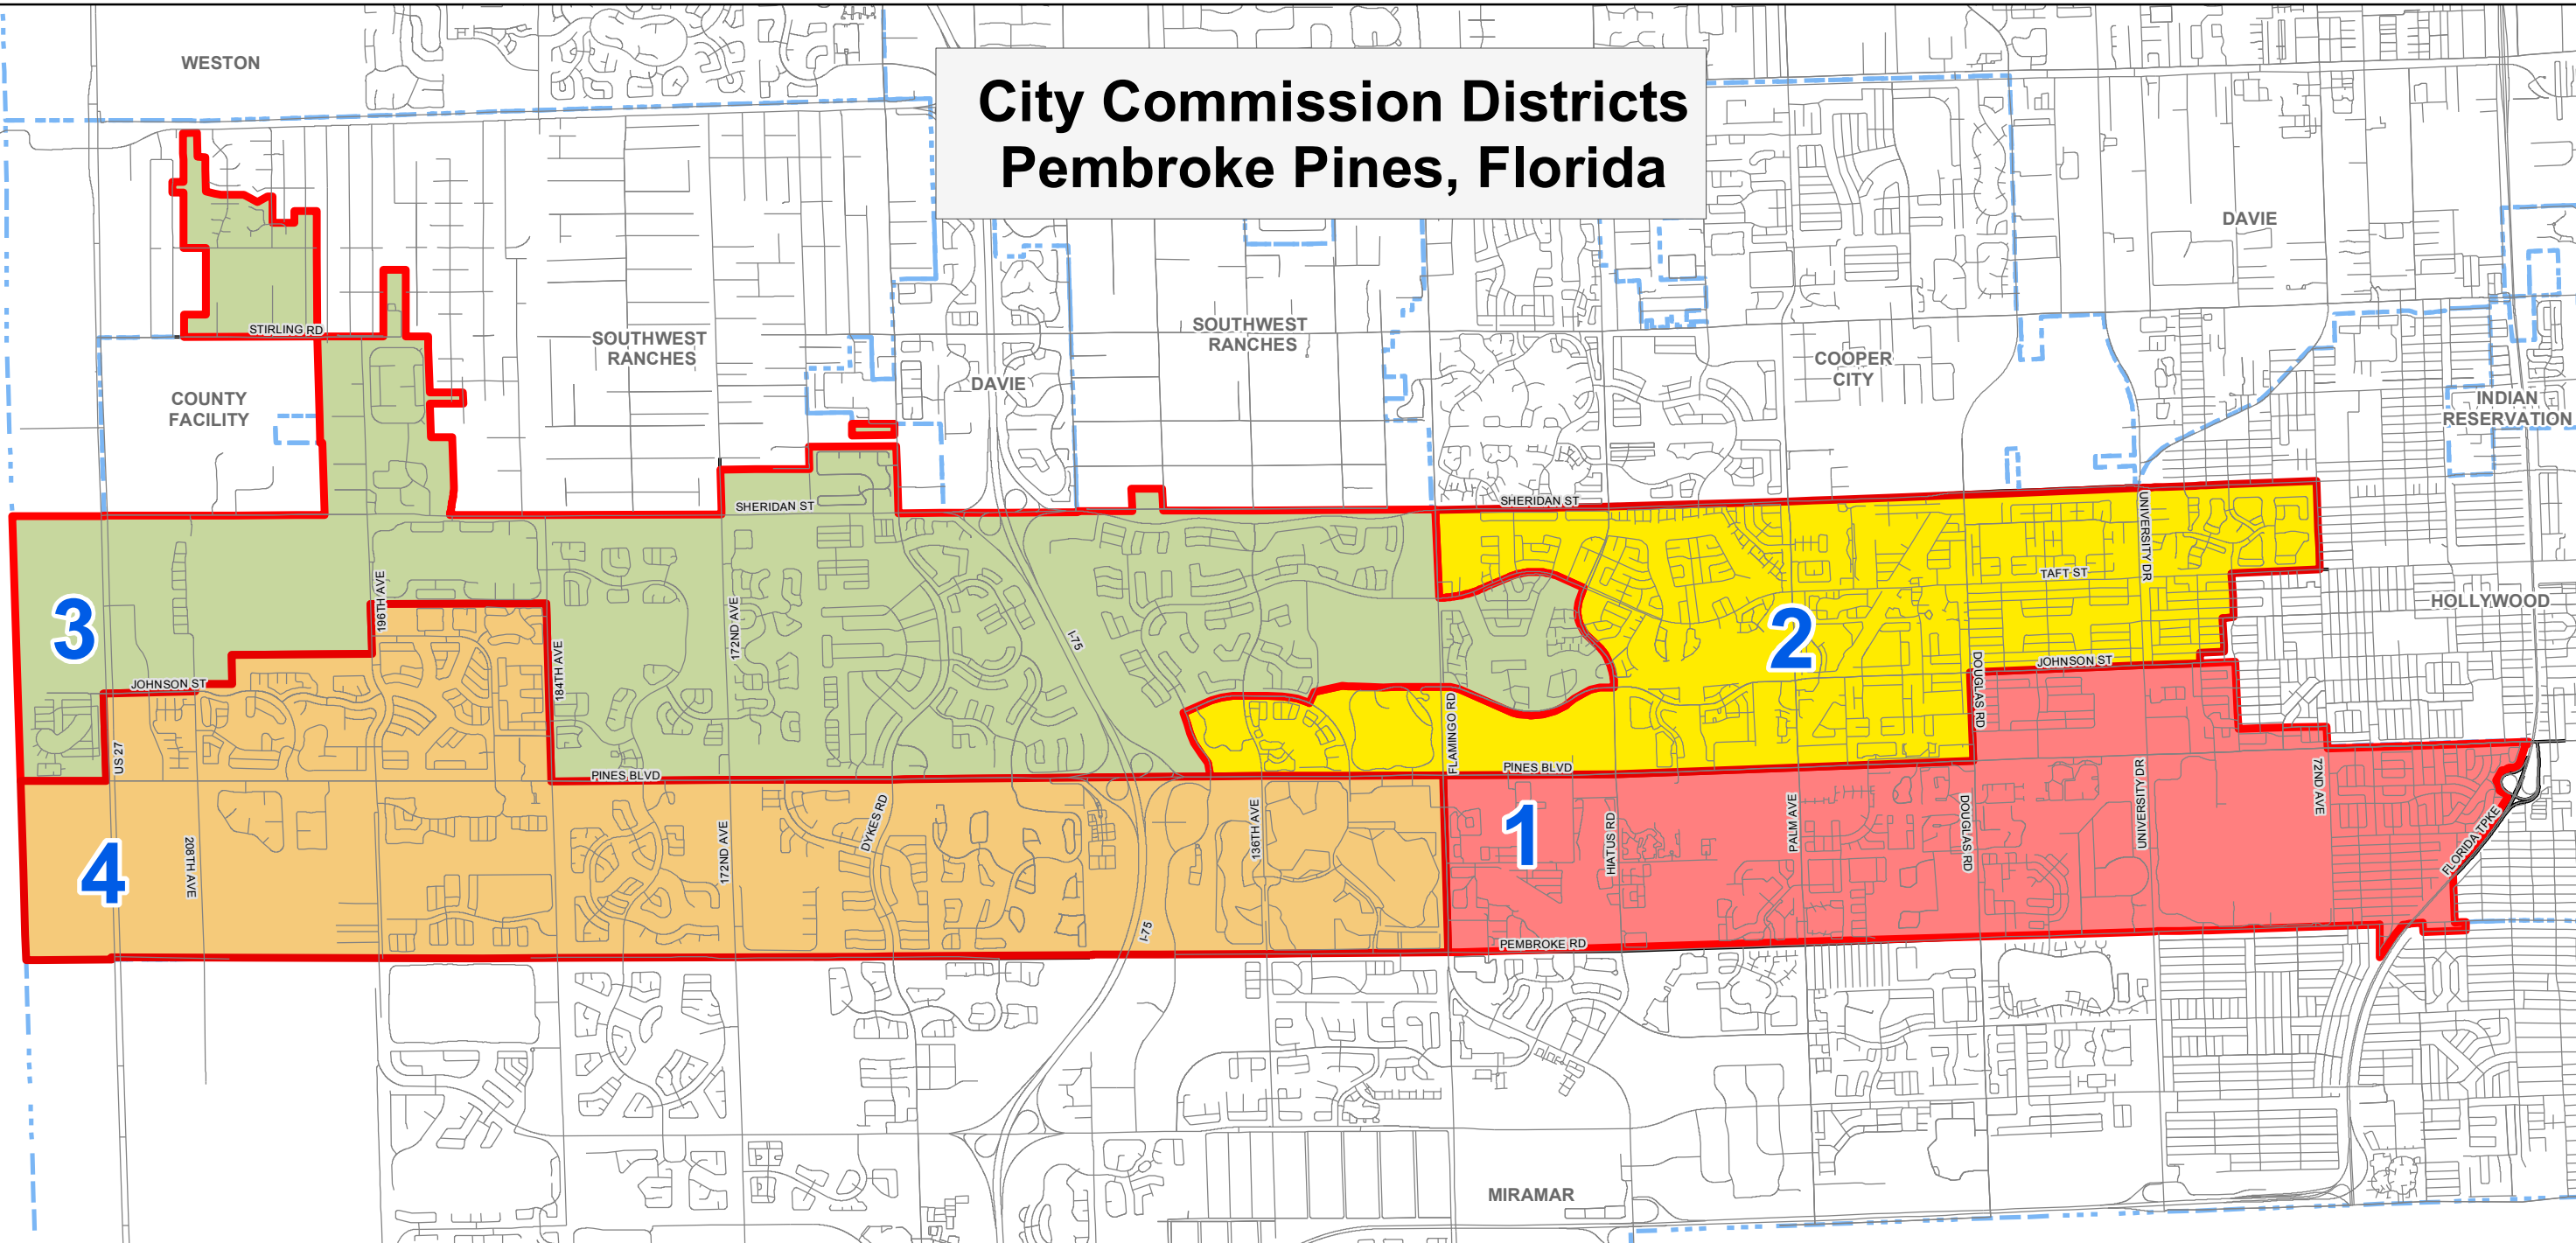 City Commission Districts
Pembroke Pines, Florida
WESTON
DAVIE
STIRLING RD
SOUTHWEST
RANCHES
SOUTHWEST
RANCHES
COOPER
CITY
DAVIE
COUNTY
FACILITY
INDIAN
RESERVATION
SHERIDAN ST
SHERIDAN ST
UNIVERSITY DR
TAFT ST
HOLLYWOOD
3
196TH AVE
172ND AVE
I-75
2
184TH AVE
JOHNSON ST
JOHNSON ST
DOUGLAS RD
FLAMINGO RD
US 27
PINES BLVD
PINES BLVD
72ND AVE
UNIVERSITY DR
4
208TH AVE
172ND AVE
DYKES RD
136TH AVE
1
HIATUS RD
PALM AVE
DOUGLAS RD
FLORIDA TPKE
I-75
PEMBROKE RD
MIRAMAR